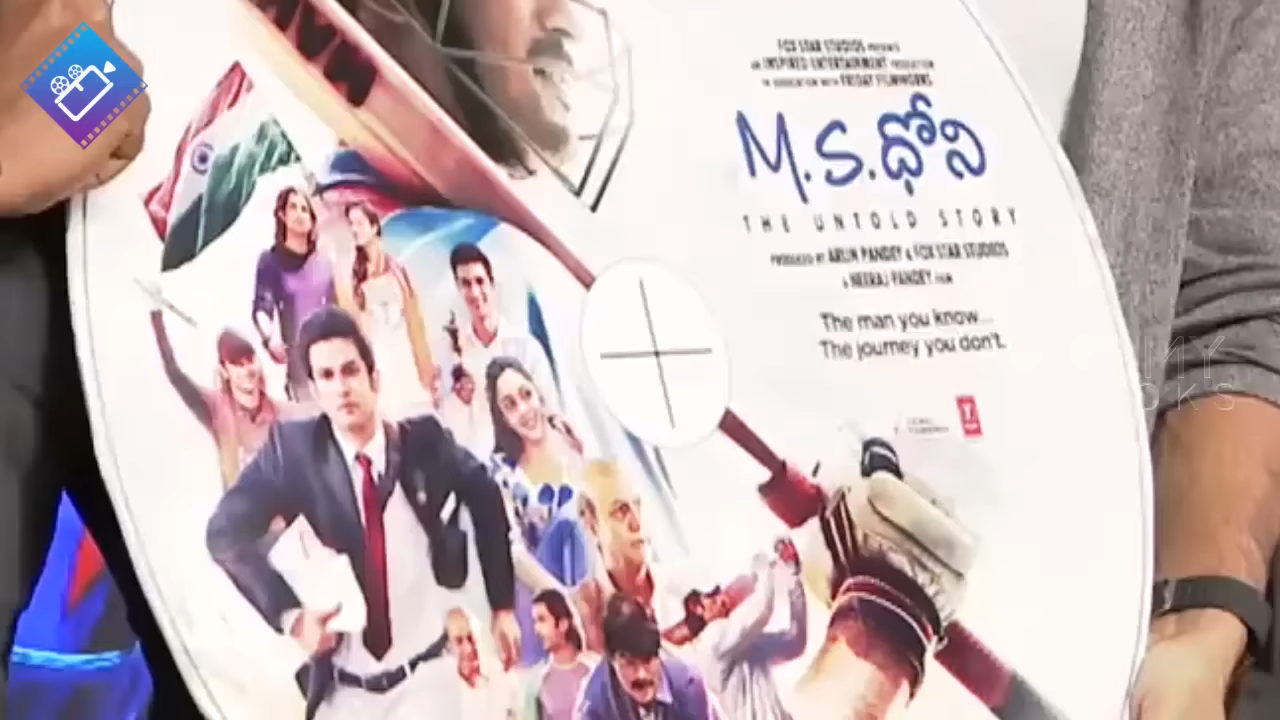 FOX STAR STUDIOS PRESENTS
AN INSPIRED ENTERTAINMENT PRODUCTION
IN ASSOCIATION WITH FRIDAY FILMWORKS
M.S.ధోని
THE UNTOLD STORY
PRODUCED BY ARUN PANDEY & FOX STAR STUDIOS
A NEERAJ PANDEY FILM
The man you know...
The journey you don't.